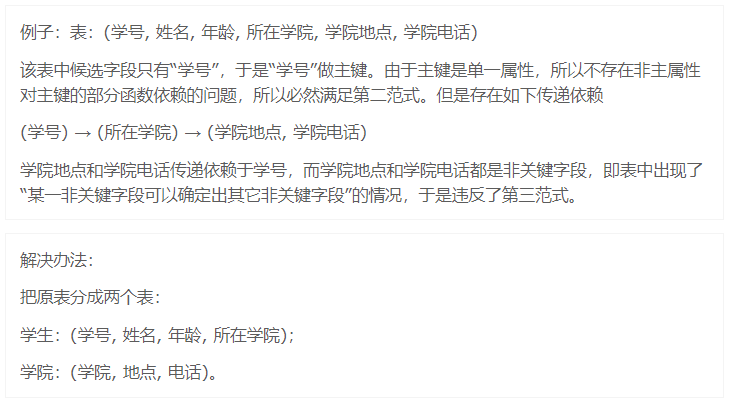 例子：表：(学号, 姓名, 年龄, 所在学院, 学院地点, 学院电话)
该表中候选字段只有“学号”，于是“学号”做主键。由于主键是单一属性，所以不存在非主属性
对主键的部分函数依赖的问题，所以必然满足第二范式。但是存在如下传递依赖
(学号) → (所在学院) → (学院地点, 学院电话)
学院地点和学院电话传递依赖于学号，而学院地点和学院电话都是非关键字段，即表中出现了
“某一非关键字段可以确定出其它非关键字段”的情况，于是违反了第三范式。
解决办法：
把原表分成两个表：
学生：(学号, 姓名, 年龄, 所在学院)；
学院：(学院, 地点, 电话)。